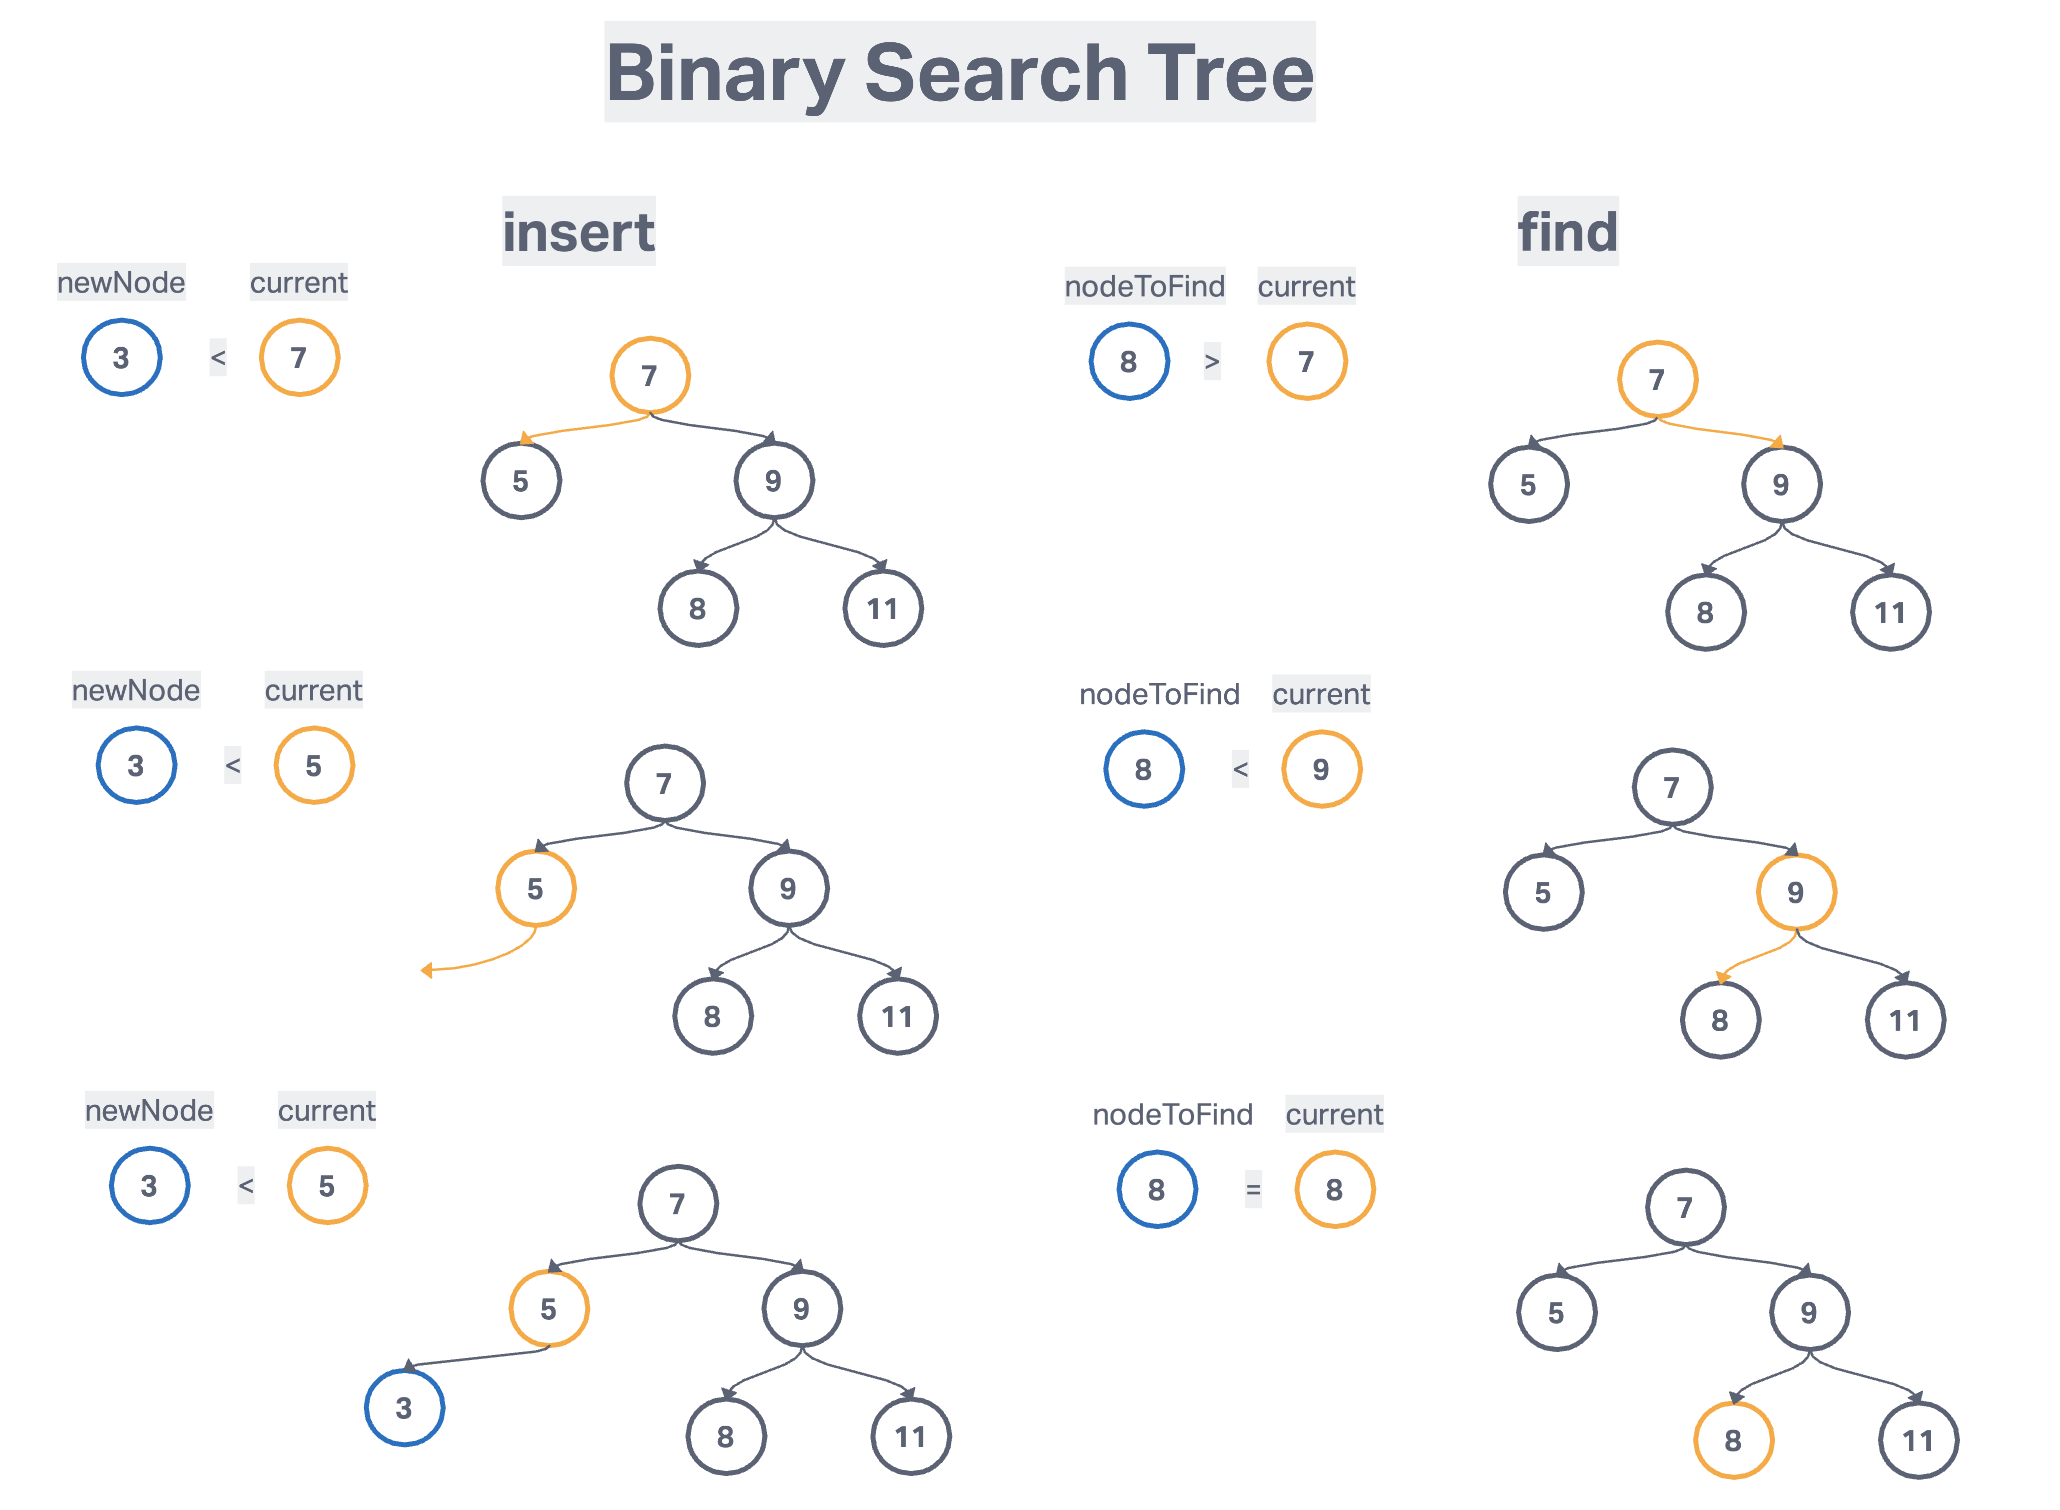 Binary Search Tree
insert
newNode current
3 < 7
7
5 9
8 11
newNode current
3 < 5
7
5 9
8 11
newNode current
3 < 5
7
5 9
3 8 11
find
nodeToFind current
8 > 7
7
5 9
8 11
nodeToFind current
8 < 9
7
5 9
8 11
nodeToFind current
8 = 8
7
5 9
8 11